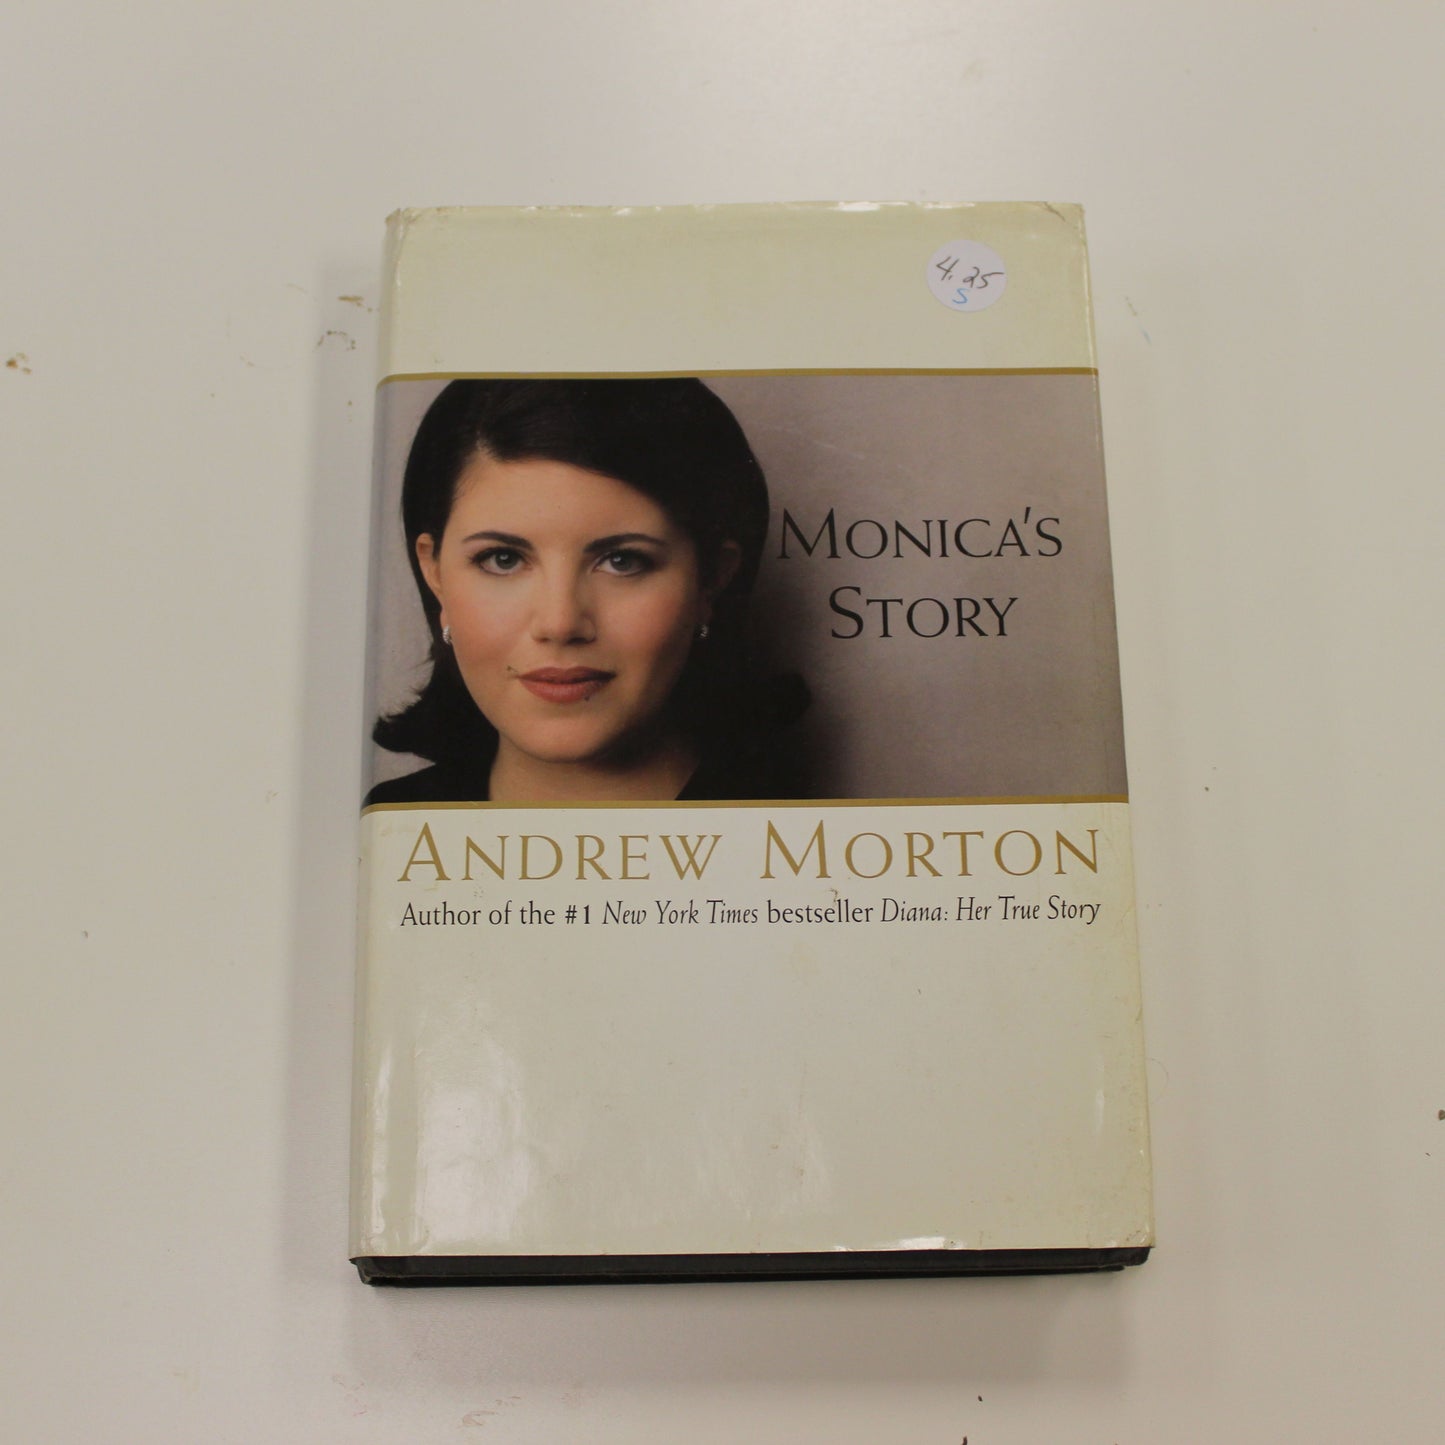 4.25
S
MONICA'S
STORY
ANDREW MORTON
Author of the #1 New York Times bestseller Diana: Her True Story